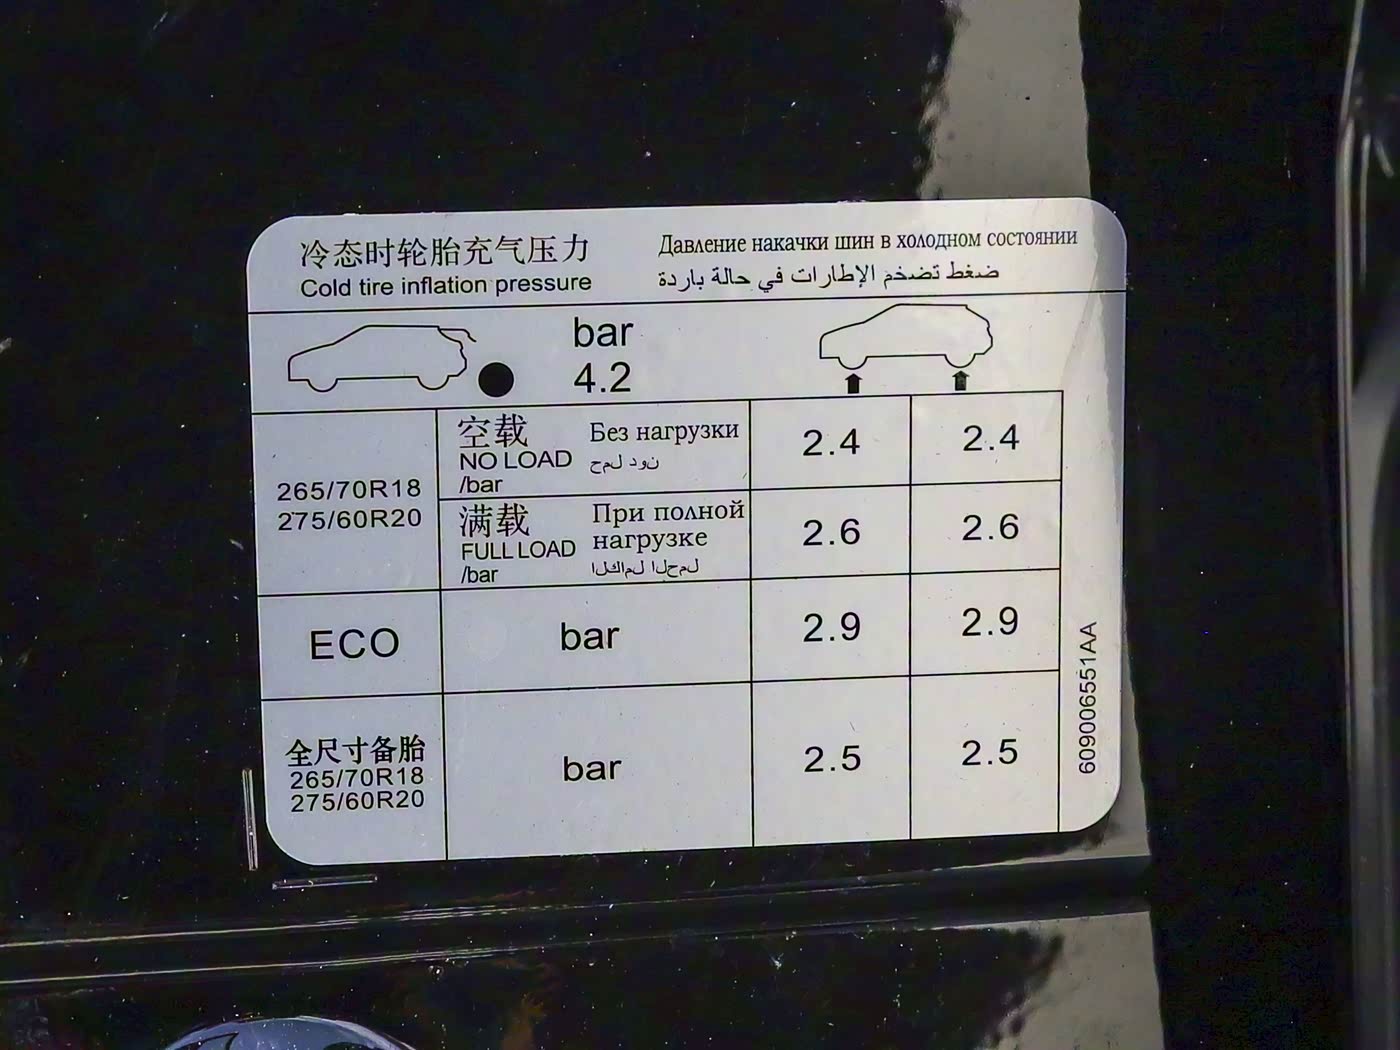 冷态时轮胎充气压力
Давление накачки шин в холодном состоянии
Cold tire inflation pressure
ضغط تضخم الإطارات في حالة باردة
bar
4.2
265/70R18
275/60R20
空载
Без нагрузки
NO LOAD
ﺣﻤﻞ ﺩﻭﻥ
/bar
2.4
2.4
满载
При полной
нагрузке
FULL LOAD
ﺍﻟﻜﺎﻣﻞ ﺍﻟﺤﻤﻞ
/bar
2.6
2.6
ECO
bar
2.9
2.9
全尺寸备胎
265/70R18
275/60R20
bar
2.5
2.5
609006551AA